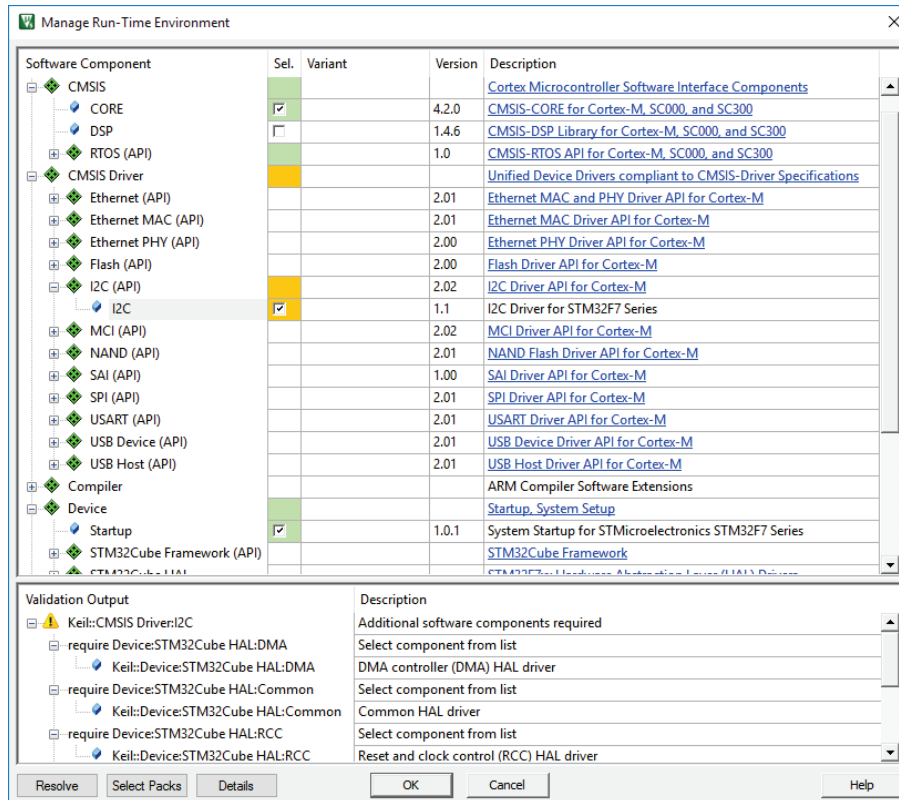 Manage Run-Time Environment
Software Component Sel. Variant Version Description
CMSIS Cortex Microcontroller Software Interface Components
CORE 4.2.0 CMSIS-CORE for Cortex-M, SC000, and SC300
DSP 1.4.6 CMSIS-DSP Library for Cortex-M, SC000, and SC300
RTOS (API) 1.0 CMSIS-RTOS API for Cortex-M, SC000, and SC300
CMSIS Driver Unified Device Drivers compliant to CMSIS-Driver Specifications
Ethernet (API) 2.01 Ethernet MAC and PHY Driver API for Cortex-M
Ethernet MAC (API) 2.01 Ethernet MAC Driver API for Cortex-M
Ethernet PHY (API) 2.00 Ethernet PHY Driver API for Cortex-M
Flash (API) 2.00 Flash Driver API for Cortex-M
I2C (API) 2.02 I2C Driver API for Cortex-M
I2C 1.1 I2C Driver for STM32F7 Series
MCI (API) 2.02 MCI Driver API for Cortex-M
NAND (API) 2.01 NAND Flash Driver API for Cortex-M
SAI (API) 1.00 SAI Driver API for Cortex-M
SPI (API) 2.01 SPI Driver API for Cortex-M
USART (API) 2.01 USART Driver API for Cortex-M
USB Device (API) 2.01 USB Device Driver API for Cortex-M
USB Host (API) 2.01 USB Host Driver API for Cortex-M
Compiler ARM Compiler Software Extensions
Device Startup, System Setup
Startup 1.0.1 System Startup for STMicroelectronics STM32F7 Series
STM32Cube Framework (API) STM32Cube Framework
STM32Cube HAL STM32F7xx Hardware Abstraction Layer (HAL) Drivers
Validation Output Description
Keil::CMSIS Driver:I2C Additional software components required
require Device:STM32Cube HAL:DMA Select component from list
Keil::Device:STM32Cube HAL:DMA DMA controller (DMA) HAL driver
require Device:STM32Cube HAL:Common Select component from list
Keil::Device:STM32Cube HAL:Common Common HAL driver
require Device:STM32Cube HAL:RCC Select component from list
Keil::Device:STM32Cube HAL:RCC Reset and clock control (RCC) HAL driver
Resolve Select Packs Details OK Cancel Help